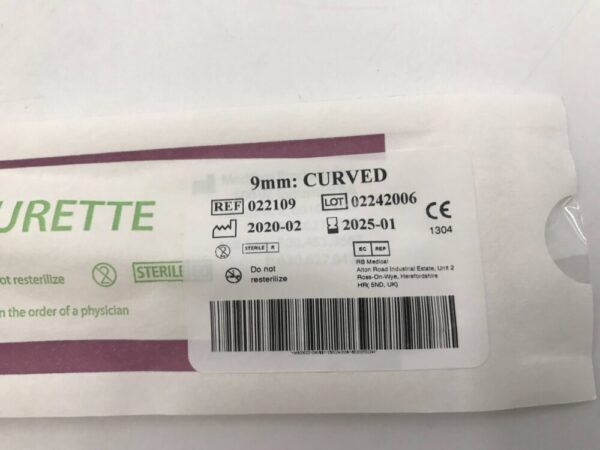 9mm: CURVED
REF 022109 LOT 02242006
2020-02 2025-01
CE
1304
STERILE R
EC REP
Do not
resterilize
RB Medical
Alton Road Industrial Estate, Unit 2
Ross-On-Wye, Herefordshire
HR( 5ND, UK)
URETTE
ot resterilize
STERIL
n the order of a physician